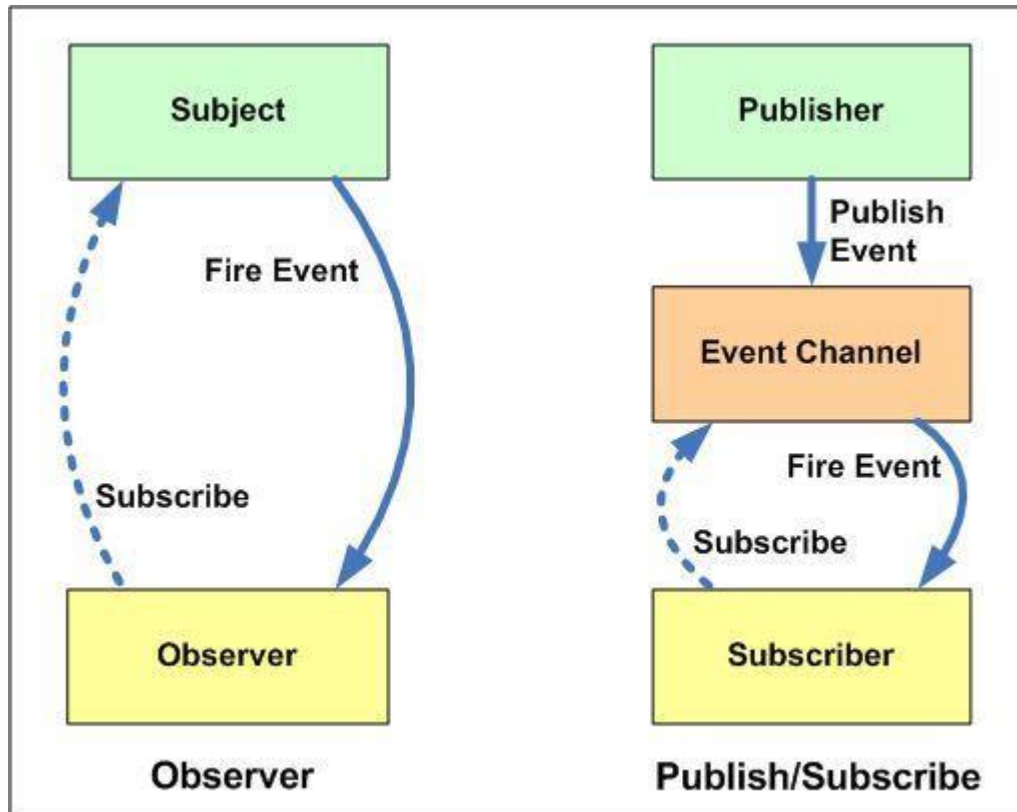 Subject
Fire Event
Subscribe
Observer
Observer
Publisher
Publish
Event
Event Channel
Fire Event
Subscribe
Subscriber
Publish/Subscribe